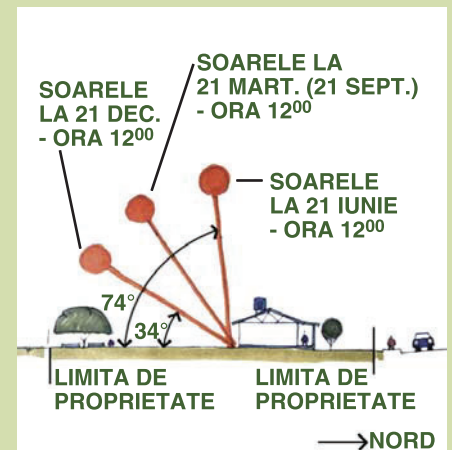 SOARELE
LA 21 DEC.
- ORA 12⁰⁰
SOARELE LA
21 MART. (21 SEPT.)
- ORA 12⁰⁰
SOARELE
LA 21 IUNIE
- ORA 12⁰⁰
74°
34°
LIMITA DE
PROPRIETATE
LIMITA DE
PROPRIETATE
NORD